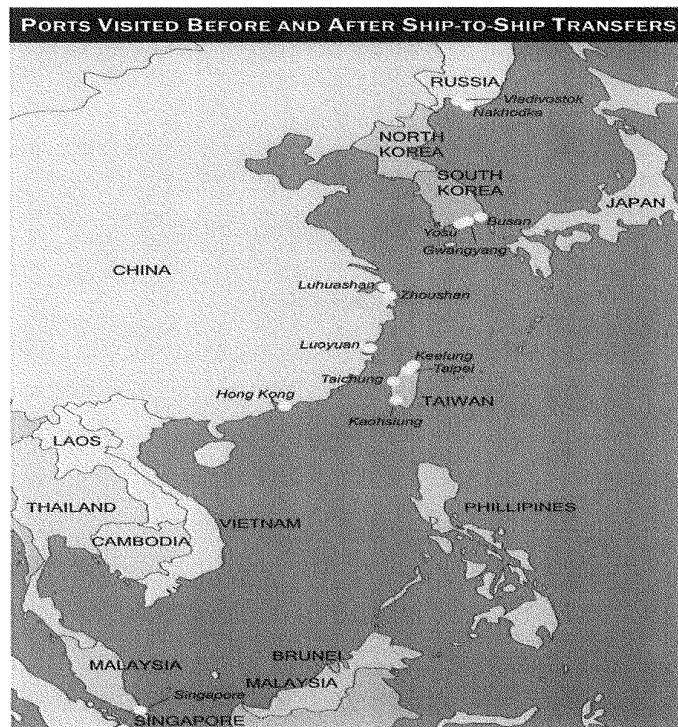 PORTS VISITED BEFORE AND AFTER SHIP-TO-SHIP TRANSFERS
RUSSIA
Vladivostok
Nakhodka
NORTH
KOREA
SOUTH
KOREA
JAPAN
Busan
Yosu
Gwangyang
CHINA
Luhuashan
Zhoushan
Luoyuan
Keelung
Taipei
Taichung
Hong Kong
TAIWAN
Kaohsiung
LAOS
THAILAND
VIETNAM
PHILLIPINES
CAMBODIA
BRUNEI
MALAYSIA
MALAYSIA
Singapore
SINGAPORE